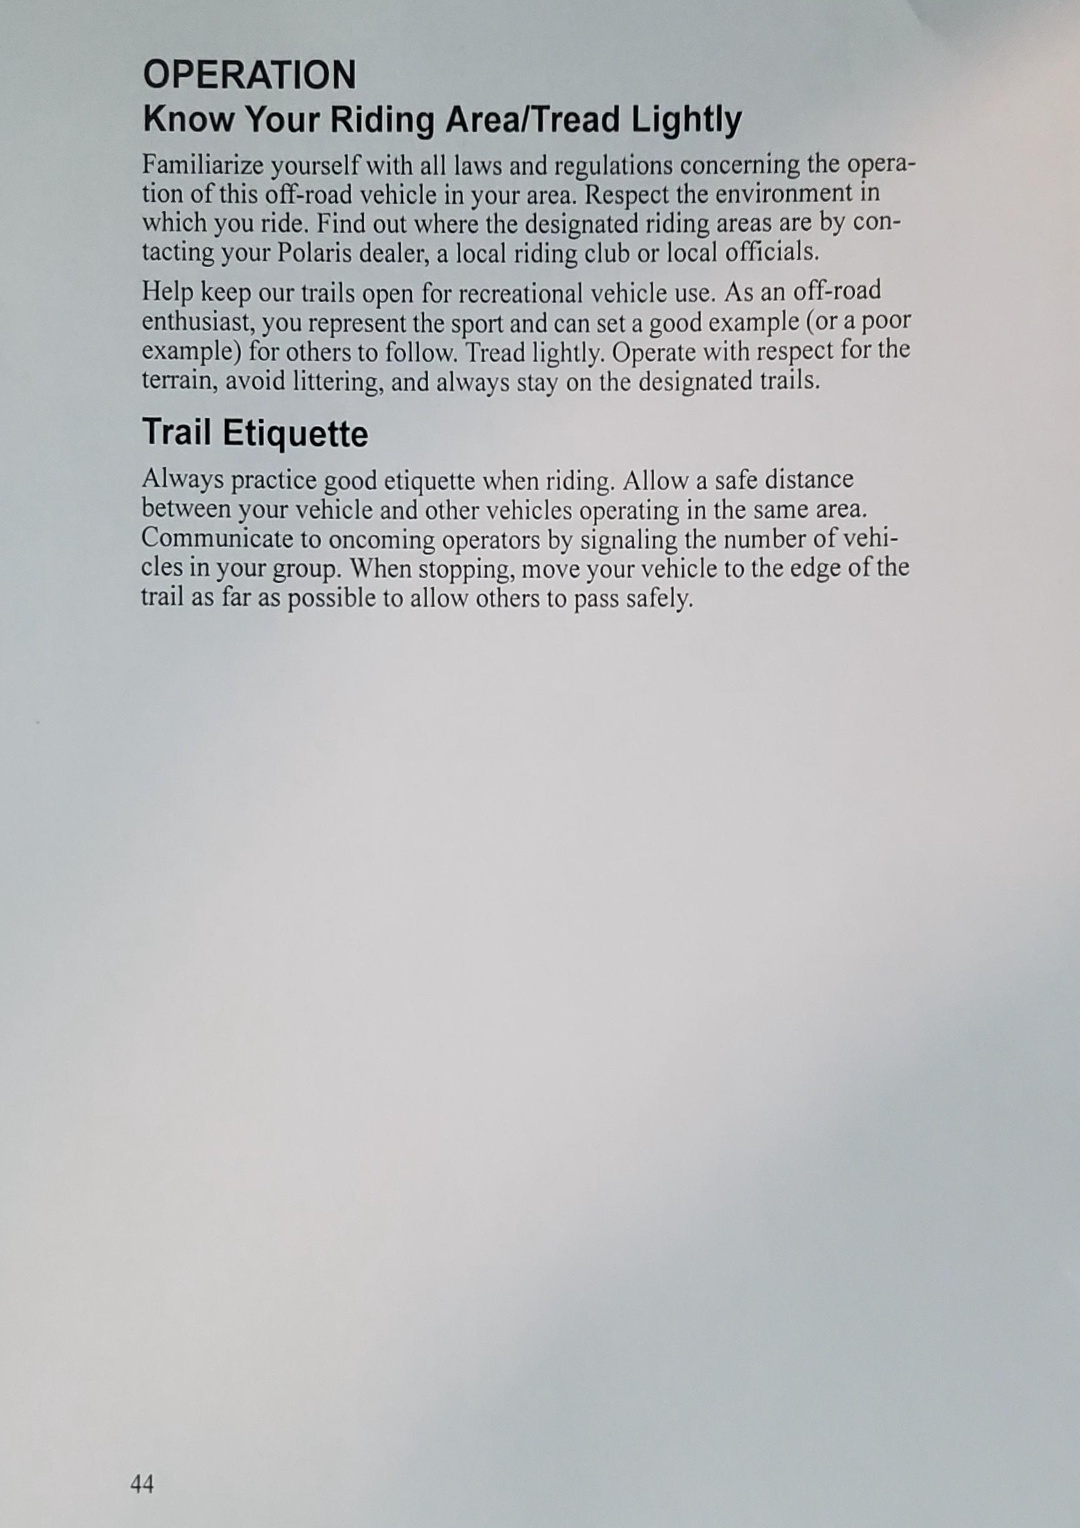 OPERATION
Know Your Riding Area/Tread Lightly
Familiarize yourself with all laws and regulations concerning the opera-
tion of this off-road vehicle in your area. Respect the environment in
which you ride. Find out where the designated riding areas are by con-
tacting your Polaris dealer, a local riding club or local officials.
Help keep our trails open for recreational vehicle use. As an off-road
enthusiast, you represent the sport and can set a good example (or a poor
example) for others to follow. Tread lightly. Operate with respect for the
terrain, avoid littering, and always stay on the designated trails.
Trail Etiquette
Always practice good etiquette when riding. Allow a safe distance
between your vehicle and other vehicles operating in the same area.
Communicate to oncoming operators by signaling the number of vehi-
cles in your group. When stopping, move your vehicle to the edge of the
trail as far as possible to allow others to pass safely.
44